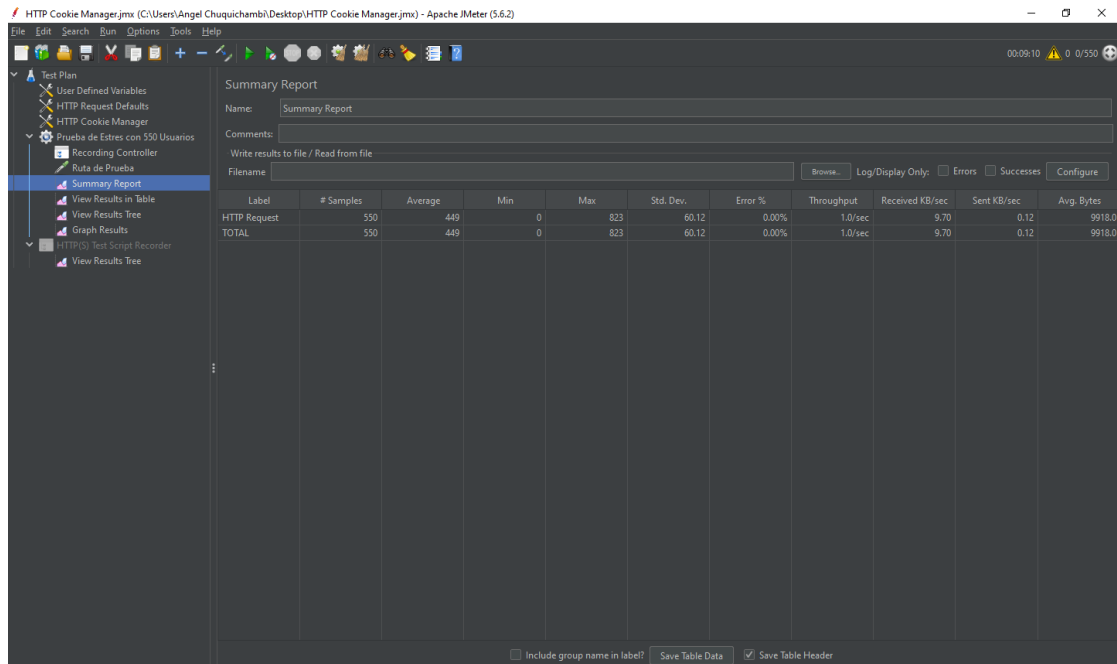 HTTP Cookie Manager.jmx (C:\Users\Angel Chuquichambi\Desktop\HTTP Cookie Manager.jmx) - Apache JMeter (5.6.2)
File Edit Search Run Options Tools Help
00:09:10 0 0/550
Test Plan
User Defined Variables
HTTP Request Defaults
HTTP Cookie Manager
Prueba de Estres con 550 Usuarios
Recording Controller
Ruta de Prueba
Summary Report
View Results in Table
View Results Tree
Graph Results
HTTP(S) Test Script Recorder
View Results Tree
Summary Report
Name: Summary Report
Comments:
Write results to file / Read from file
Filename Browse... Log/Display Only: Errors Successes Configure
Label # Samples Average Min Max Std. Dev. Error % Throughput Received KB/sec Sent KB/sec Avg. Bytes
HTTP Request 550 449 0 823 60.12 0.00% 1.0/sec 9.70 0.12 9918.0
TOTAL 550 449 0 823 60.12 0.00% 1.0/sec 9.70 0.12 9918.0
Include group name in label? Save Table Data Save Table Header